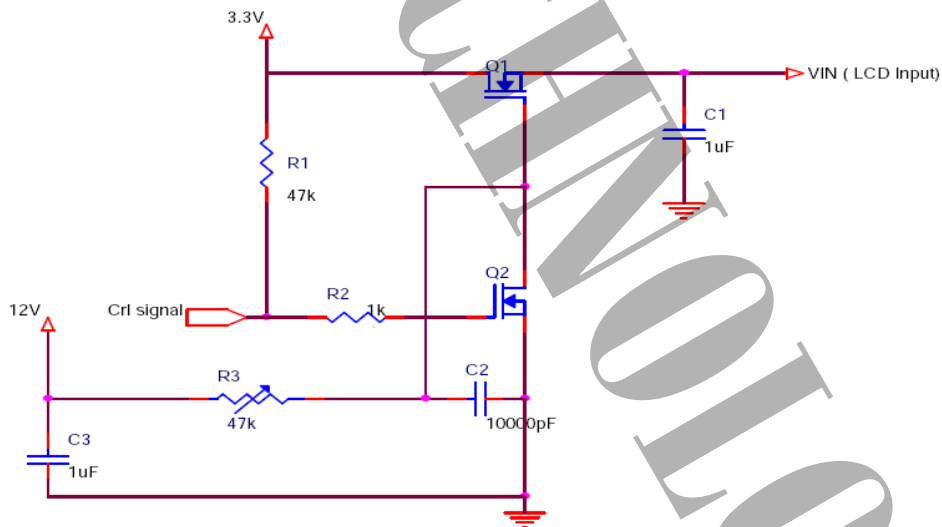 3.3V
Q1
VIN ( LCD Input)
C1
1uF
R1
47k
Q2
12V
Crl signal
R2
1k
R3
47k
C2
10000pF
C3
1uF
CHNOLO